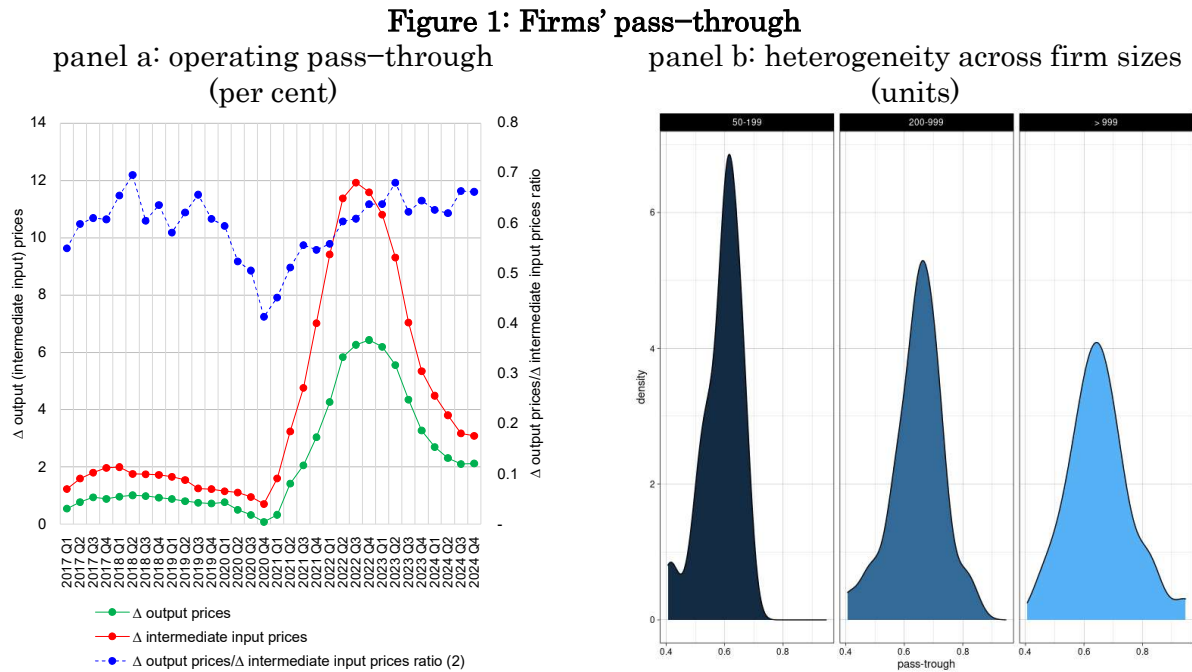 Figure 1: Firms’ pass–through
panel a: operating pass–through
(per cent)
14
12
10
8
6
4
2
0
Δ output (intermediate input) prices
0.8
0.7
0.6
0.5
0.4
0.3
0.2
0.1
-
Δ output prices/Δ intermediate input prices ratio
2017 Q1
2017 Q2
2017 Q3
2017 Q4
2018 Q1
2018 Q2
2018 Q3
2018 Q4
2019 Q1
2019 Q2
2019 Q3
2019 Q4
2020 Q1
2020 Q2
2020 Q3
2020 Q4
2021 Q1
2021 Q2
2021 Q3
2021 Q4
2022 Q1
2022 Q2
2022 Q3
2022 Q4
2023 Q1
2023 Q2
2023 Q3
2023 Q4
2024 Q1
2024 Q2
2024 Q3
2024 Q4
Δ output prices
Δ intermediate input prices
Δ output prices/Δ intermediate input prices ratio (2)
panel b: heterogeneity across firm sizes
(units)
50-199
200-999
> 999
density
6
4
2
0
0.4 0.6 0.8
0.4 0.6 0.8
0.4 0.6 0.8
pass-trough